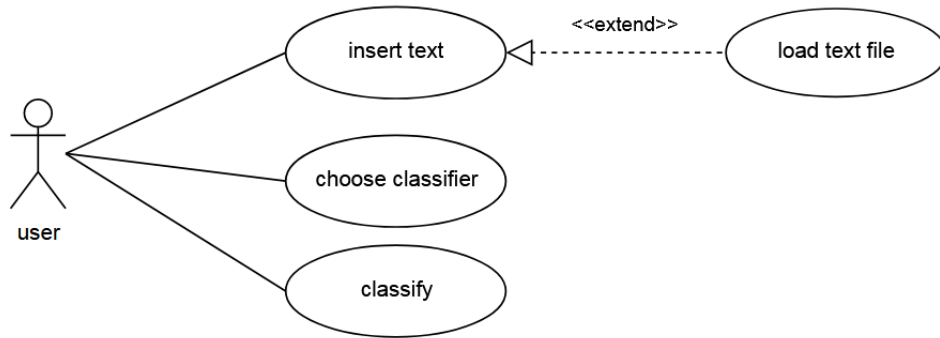 insert text
<<extend>>
load text file
choose classifier
user
classify